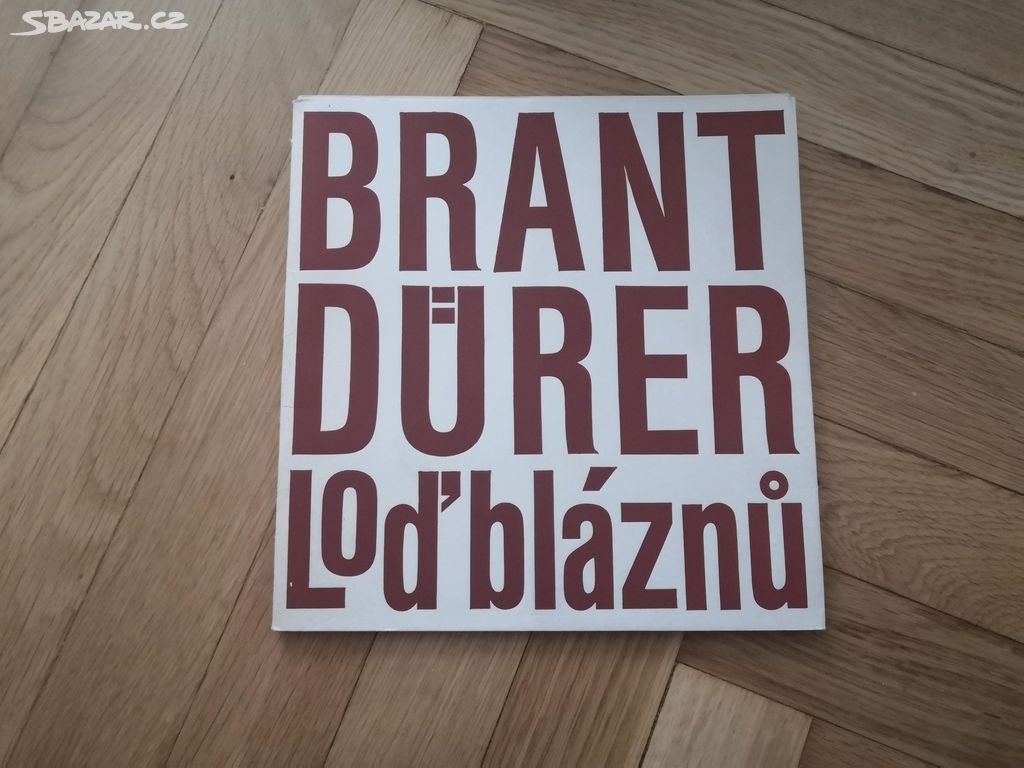 SBAZAR.CZ
BRANT
DÜRER
Loď bláznů